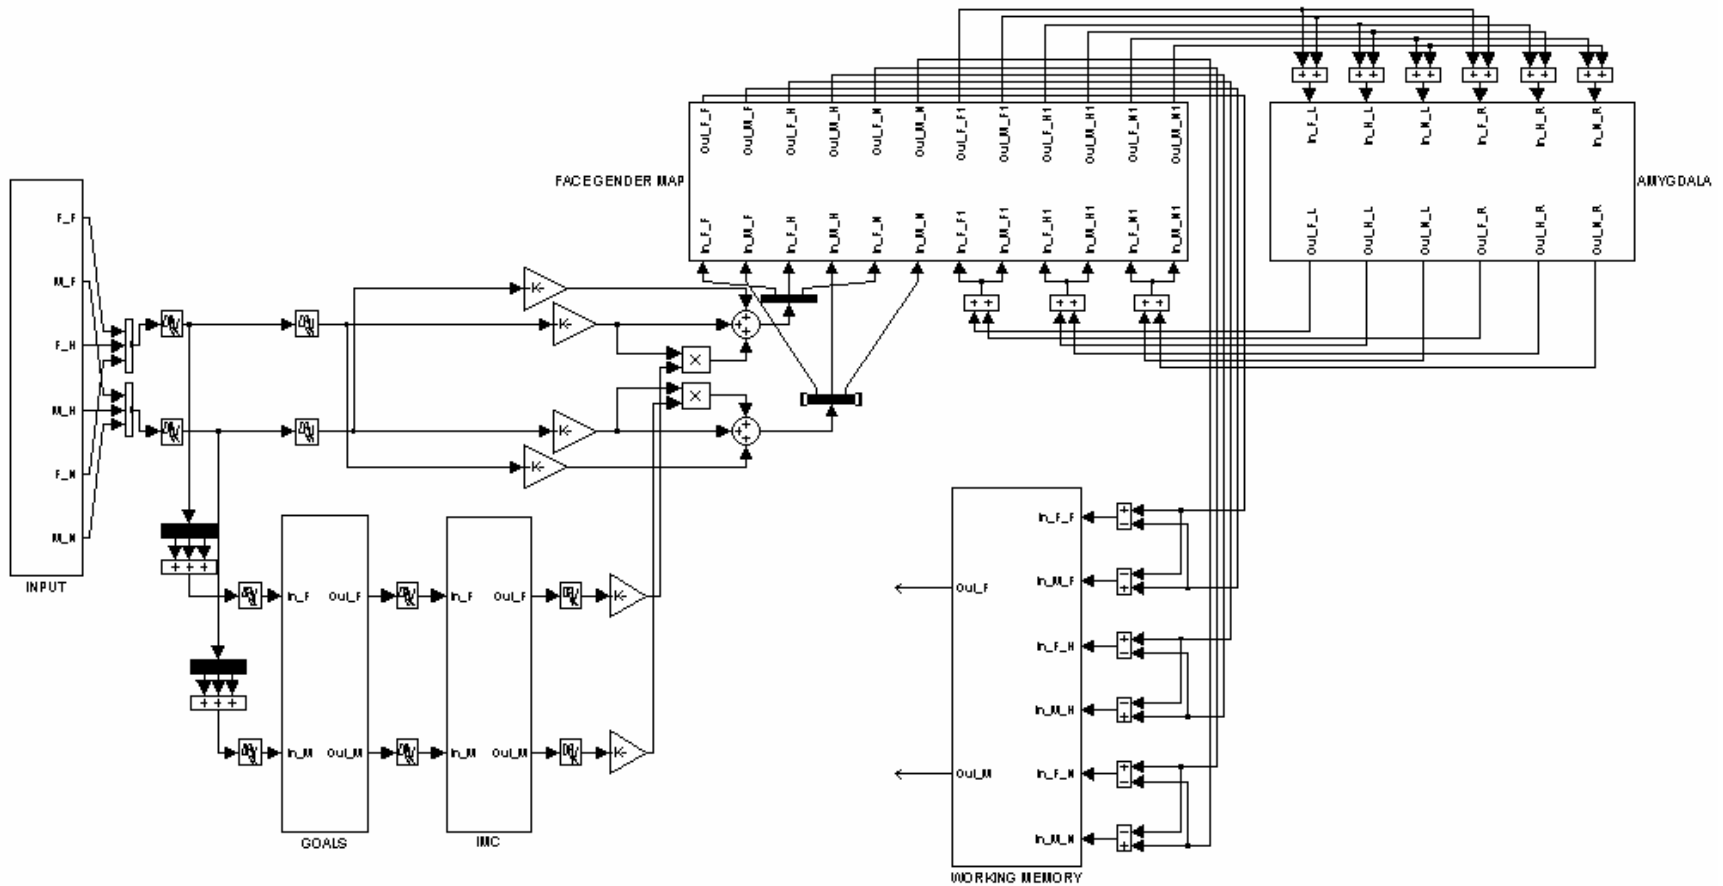 Out_F_F Out_M_F Out_F_H Out_M_H Out_F_N Out_M_N Out_F_F1 Out_M_F1 Out_F_H1 Out_M_H1 Out_F_N1 Out_M_N1
FACE GENDER MAP
In_F_F In_M_F In_F_H In_M_H In_F_N In_M_N In_F_F1 In_M_F1 In_F_H1 In_M_H1 In_F_N1 In_M_N1
In_F_L In_H_L In_N_L In_F_R In_H_R In_N_R
AMYGDALA
Out_F_L Out_H_L Out_N_L Out_F_R Out_H_R Out_N_R
F_F
M_F
F_H
M_H
F_N
M_N
INPUT
K-
K-
K-
K-
In_F Out_F
In_M Out_M
GOALS
In_F Out_F
In_M Out_M
IMC
K-
K-
In_F_F
In_M_F
In_F_H
In_M_H
In_F_N
In_M_N
Out_F
Out_M
WORKING MEMORY